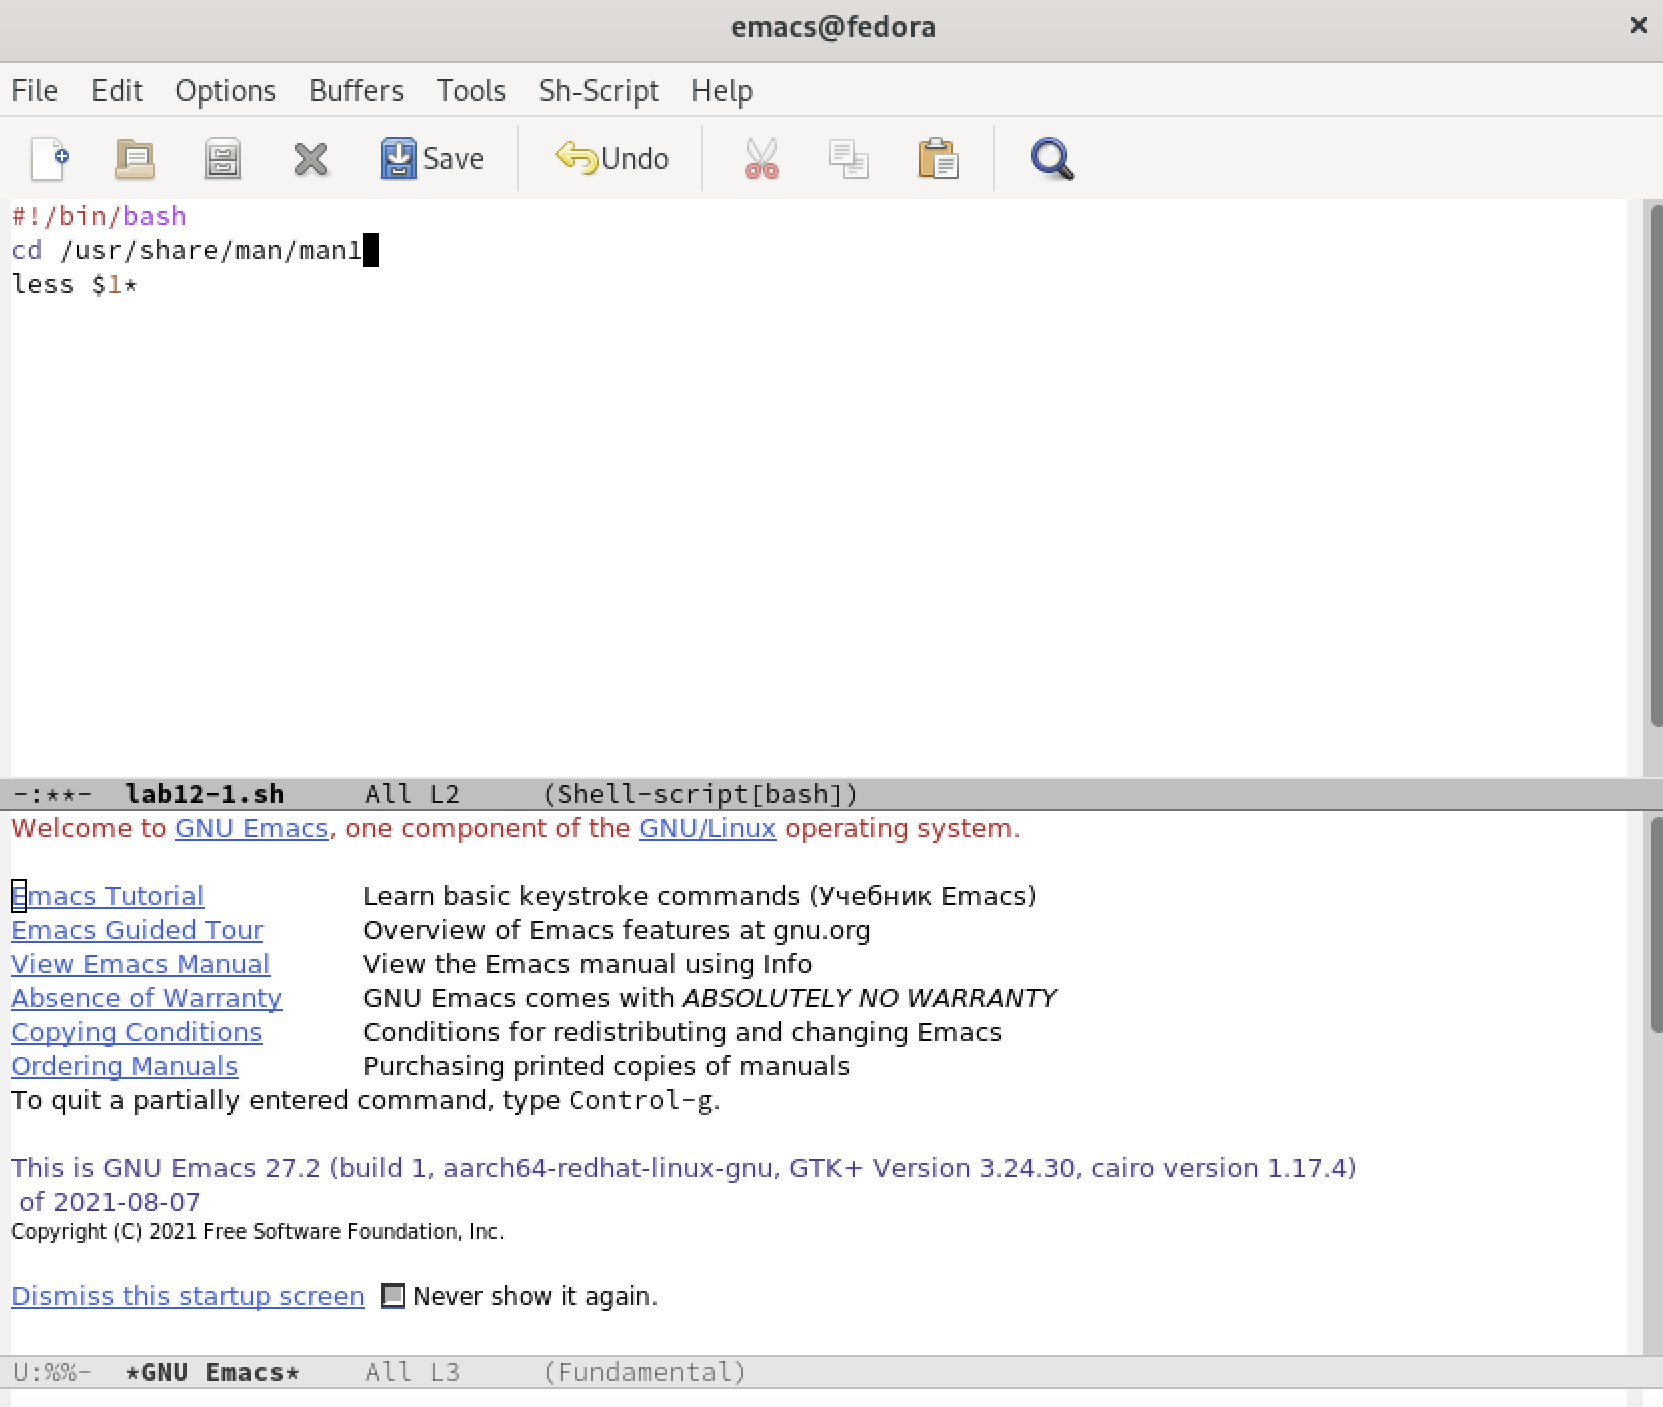 emacs@fedora ×
File Edit Options Buffers Tools Sh-Script Help
Save Undo
#!/bin/bash
cd /usr/share/man/man1
less $1*
-:**- lab12-1.sh All L2 (Shell-script[bash])
Welcome to GNU Emacs, one component of the GNU/Linux operating system.
Emacs Tutorial Learn basic keystroke commands (Учебник Emacs)
Emacs Guided Tour Overview of Emacs features at gnu.org
View Emacs Manual View the Emacs manual using Info
Absence of Warranty GNU Emacs comes with ABSOLUTELY NO WARRANTY
Copying Conditions Conditions for redistributing and changing Emacs
Ordering Manuals Purchasing printed copies of manuals
To quit a partially entered command, type Control-g.
This is GNU Emacs 27.2 (build 1, aarch64-redhat-linux-gnu, GTK+ Version 3.24.30, cairo version 1.17.4)
of 2021-08-07
Copyright (C) 2021 Free Software Foundation, Inc.
Dismiss this startup screen Never show it again.
U:%%- *GNU Emacs* All L3 (Fundamental)